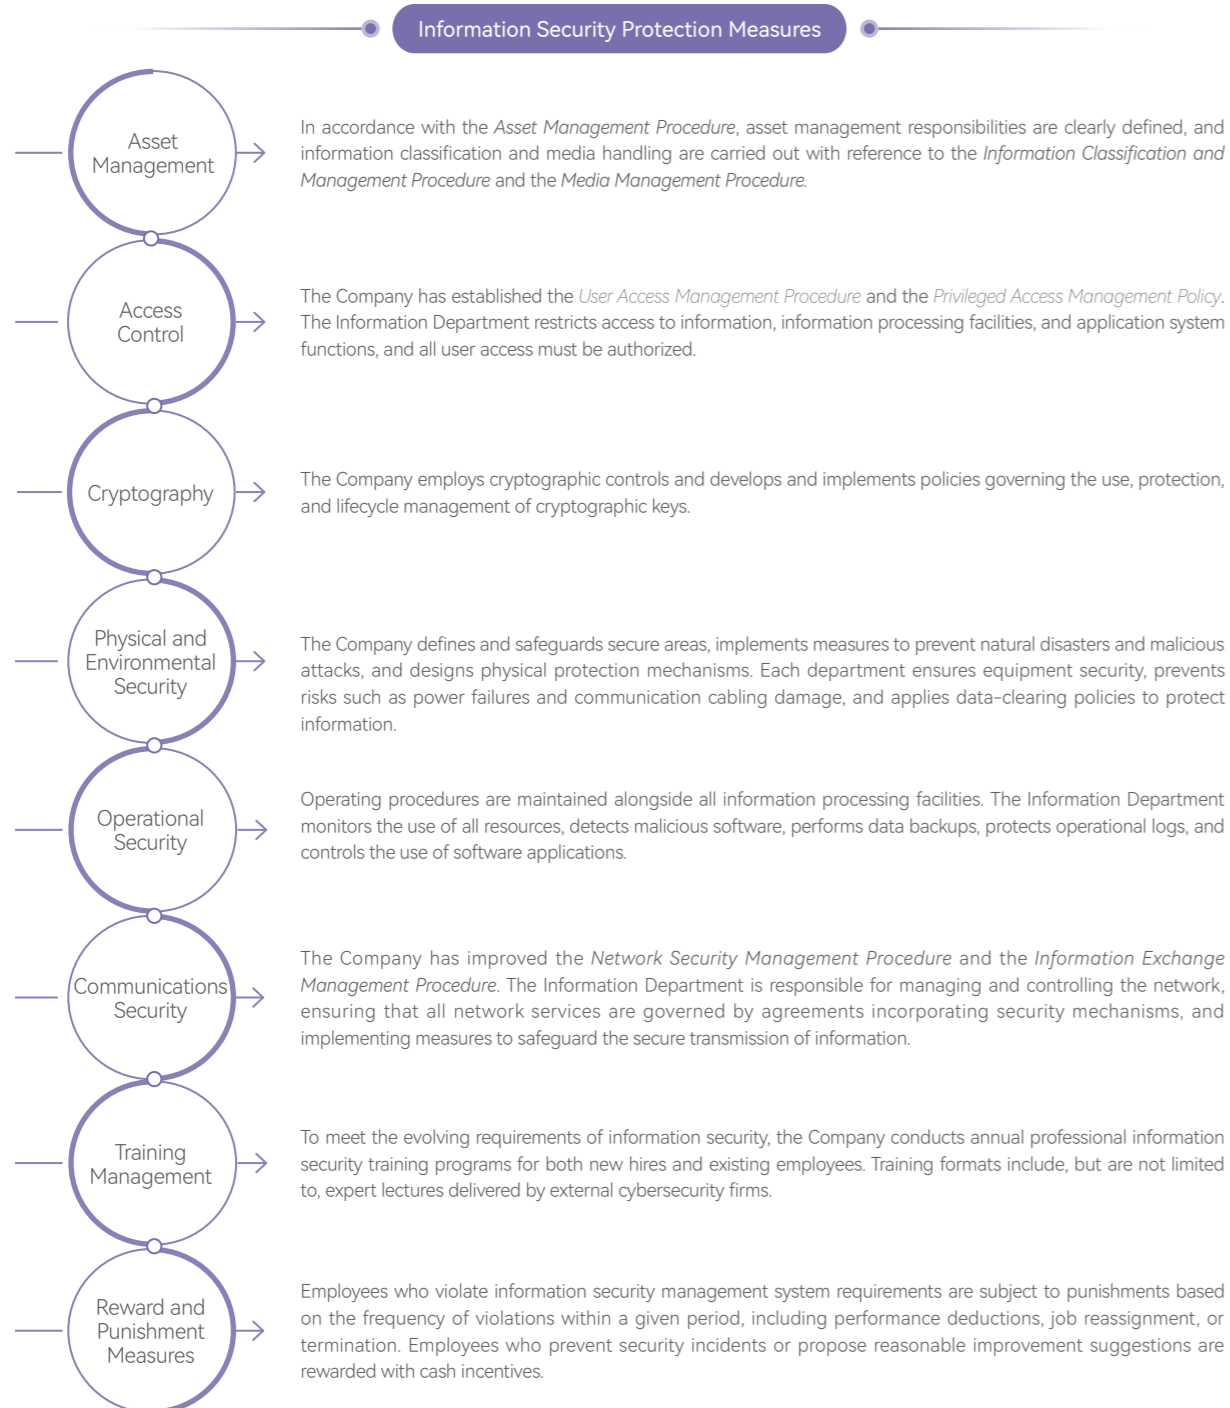 Information Security Protection Measures
Asset
Management
In accordance with the Asset Management Procedure, asset management responsibilities are clearly defined, and
information classification and media handling are carried out with reference to the Information Classification and
Management Procedure and the Media Management Procedure.
Access
Control
The Company has established the User Access Management Procedure and the Privileged Access Management Policy.
The Information Department restricts access to information, information processing facilities, and application system
functions, and all user access must be authorized.
Cryptography
The Company employs cryptographic controls and develops and implements policies governing the use, protection,
and lifecycle management of cryptographic keys.
Physical and
Environmental
Security
The Company defines and safeguards secure areas, implements measures to prevent natural disasters and malicious
attacks, and designs physical protection mechanisms. Each department ensures equipment security, prevents
risks such as power failures and communication cabling damage, and applies data-clearing policies to protect
information.
Operational
Security
Operating procedures are maintained alongside all information processing facilities. The Information Department
monitors the use of all resources, detects malicious software, performs data backups, protects operational logs, and
controls the use of software applications.
Communications
Security
The Company has improved the Network Security Management Procedure and the Information Exchange
Management Procedure. The Information Department is responsible for managing and controlling the network,
ensuring that all network services are governed by agreements incorporating security mechanisms, and
implementing measures to safeguard the secure transmission of information.
Training
Management
To meet the evolving requirements of information security, the Company conducts annual professional information
security training programs for both new hires and existing employees. Training formats include, but are not limited
to, expert lectures delivered by external cybersecurity firms.
Reward and
Punishment
Measures
Employees who violate information security management system requirements are subject to punishments based
on the frequency of violations within a given period, including performance deductions, job reassignment, or
termination. Employees who prevent security incidents or propose reasonable improvement suggestions are
rewarded with cash incentives.